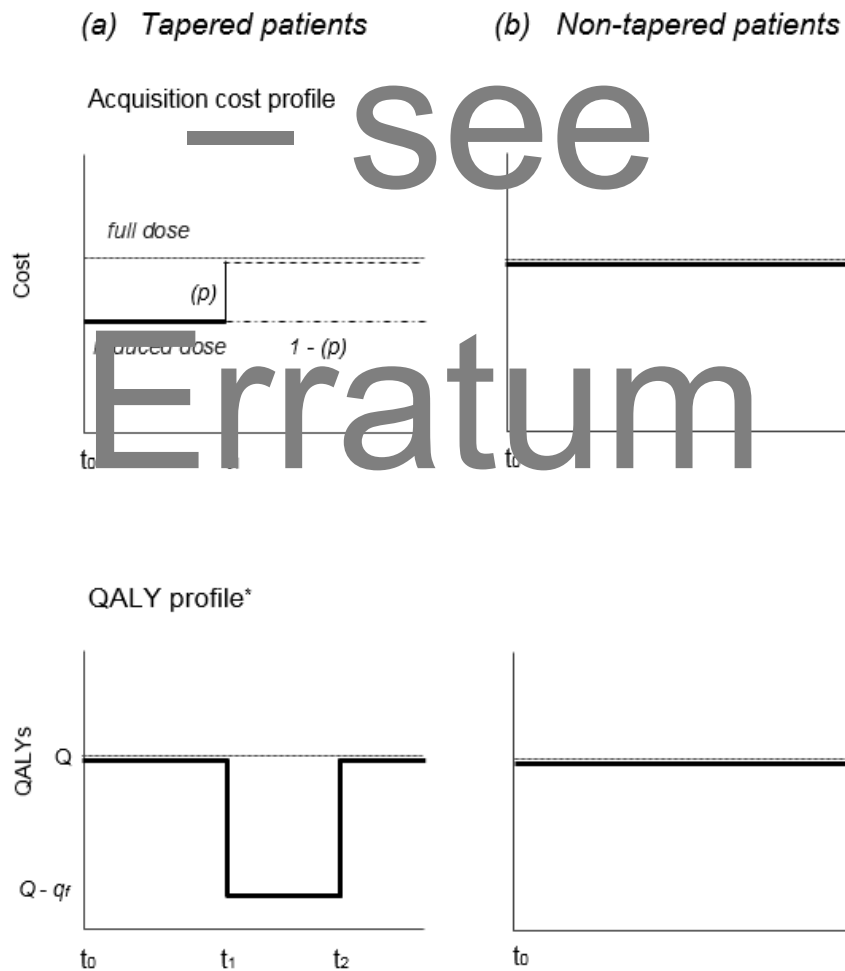 (a) Tapered patients
(b) Non-tapered patients
Acquisition cost profile
– see
full dose
Cost
(p)
dose
1 - (p)
Erratum
t₀
t₀
QALY profile*
QALYs
Q
Q - qf
t₀
t₁
t₂
t₀